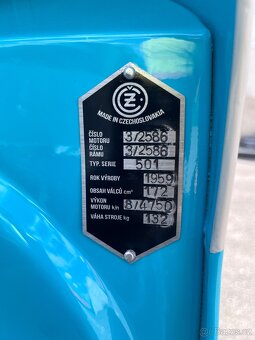 ČZ
MADE IN CZECHOSLOVAKIA
ČÍSLO MOTORU 3/2586
ČÍSLO RÁMU 3/2586
TYP. SERIE 501
ROK VÝROBY 1959
OBSAH VÁLCŮ cm³ 172
VÝKON MOTORU k/n 8/4750
VÁHA STROJE kg 132